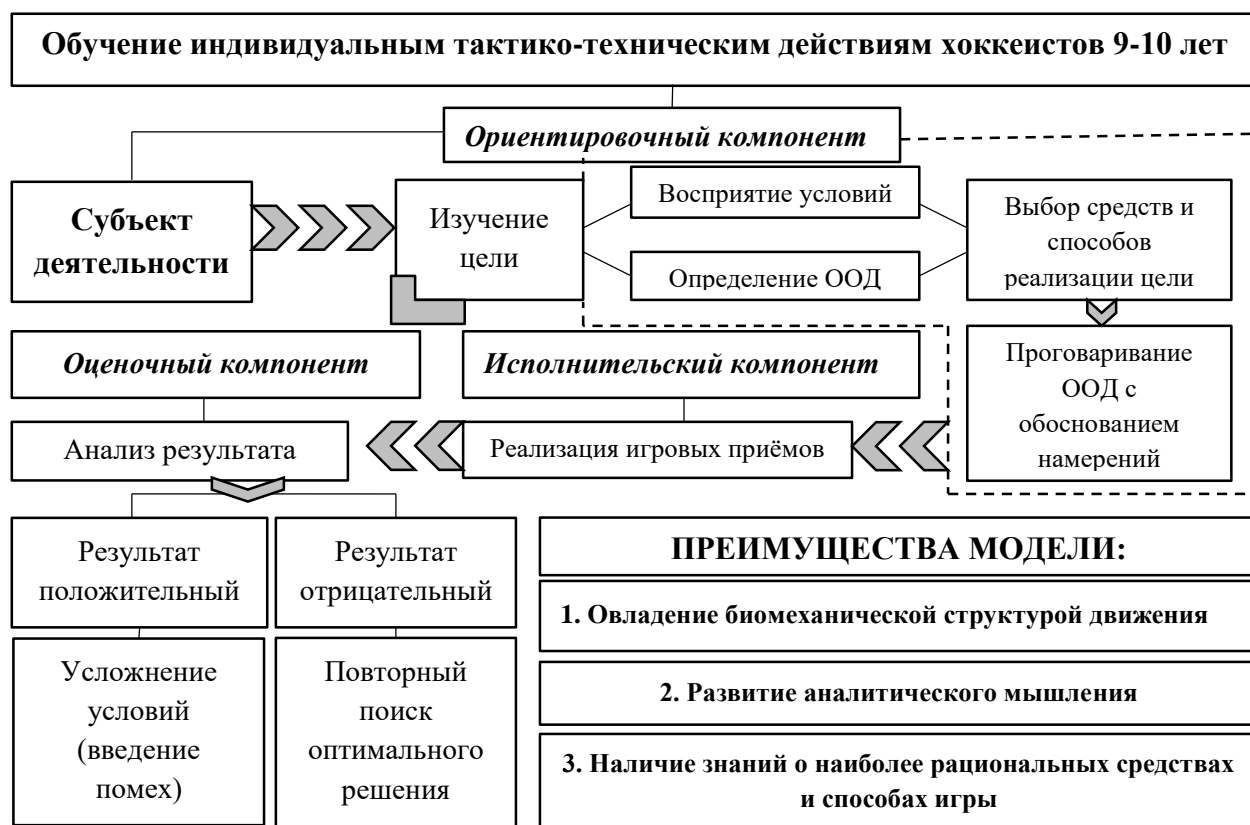 Обучение индивидуальным тактико-техническим действиям хоккеистов 9-10 лет
Ориентировочный компонент
Субъект
деятельности
Изучение
цели
Восприятие условий
Определение ООД
Выбор средств и
способов
реализации цели
Проговаривание
ООД с
обоснованием
намерений
Оценочный компонент
Исполнительский компонент
Анализ результата
Реализация игровых приёмов
Результат
положительный
Результат
отрицательный
Усложнение
условий
(введение
помех)
Повторный
поиск
оптимального
решения
ПРЕИМУЩЕСТВА МОДЕЛИ:
1. Овладение биомеханической структурой движения
2. Развитие аналитического мышления
3. Наличие знаний о наиболее рациональных средствах
и способах игры